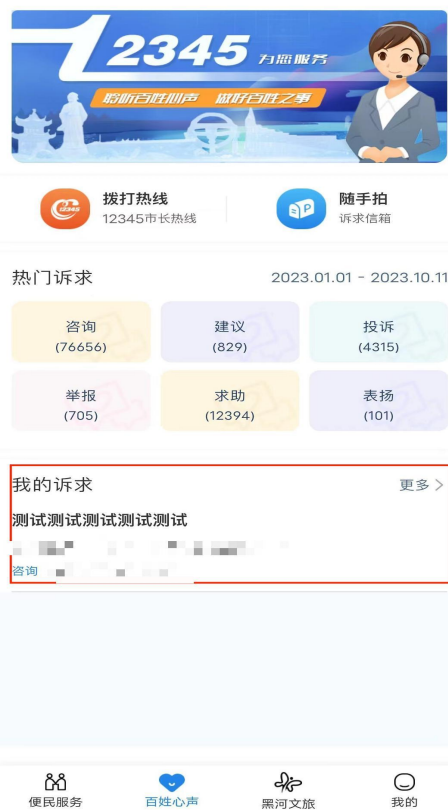 12345 为您服务
聆听百姓心声 做好百姓之事
拨打热线
12345市长热线
随手拍
诉求信箱
热门诉求
2023.01.01 - 2023.10.11
咨询
(76656)
建议
(829)
投诉
(4315)
举报
(705)
求助
(12394)
表扬
(101)
我的诉求
更多
测试测试测试测试测试
咨询
便民服务
百姓心声
黑河文旅
我的